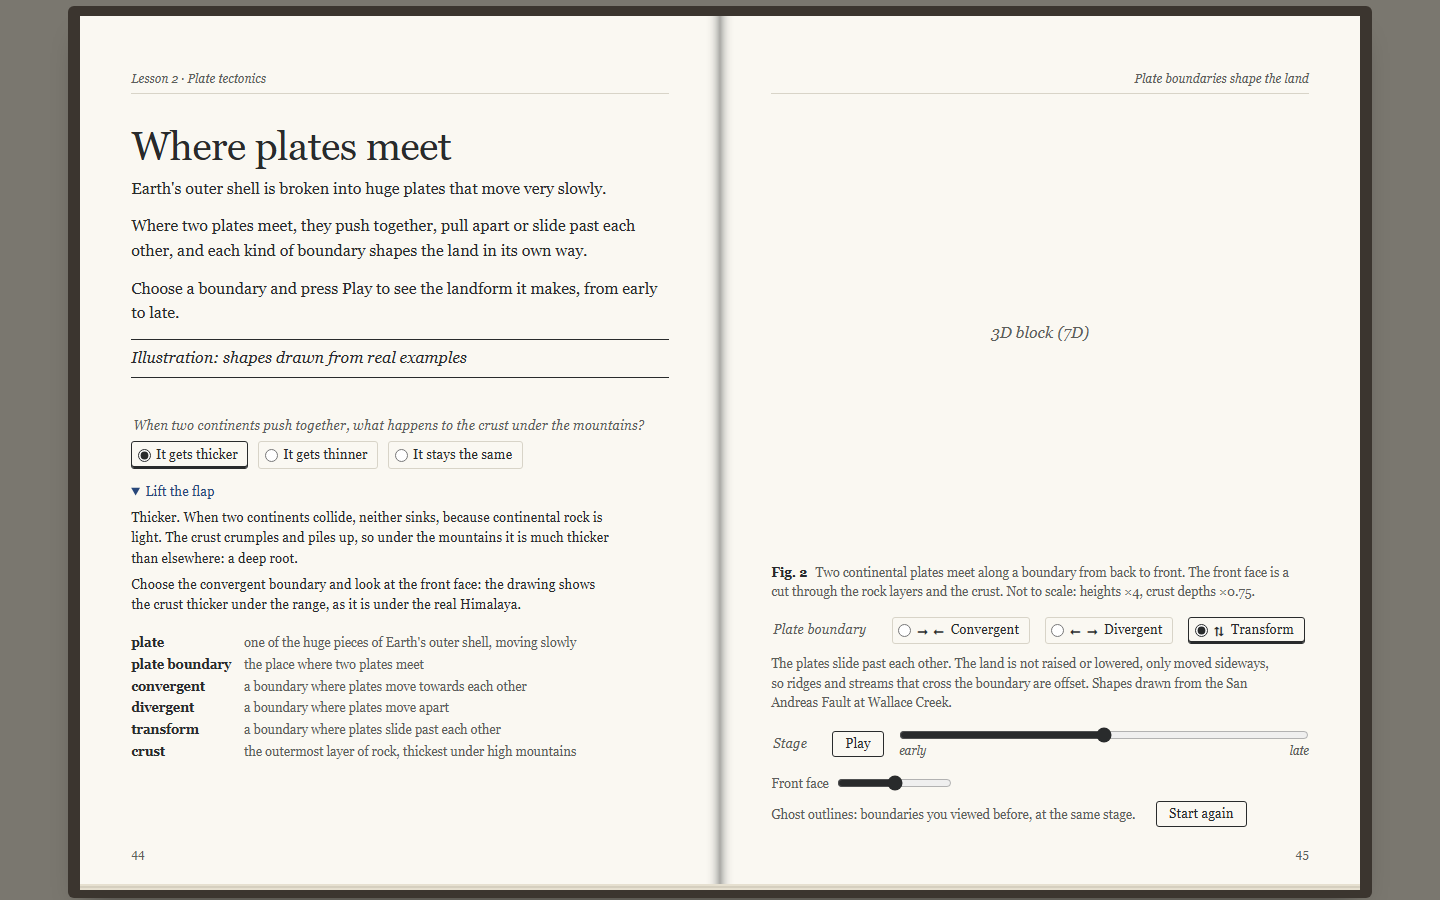 Lesson 2 · Plate tectonics
Where plates meet
Earth's outer shell is broken into huge plates that move very slowly.
Where two plates meet, they push together, pull apart or slide past each
other, and each kind of boundary shapes the land in its own way.
Choose a boundary and press Play to see the landform it makes, from early
to late.
Illustration: shapes drawn from real examples
When two continents push together, what happens to the crust under the mountains?
It gets thicker It gets thinner It stays the same
▼ Lift the flap
Thicker. When two continents collide, neither sinks, because continental rock is
light. The crust crumples and piles up, so under the mountains it is much thicker
than elsewhere: a deep root.
Choose the convergent boundary and look at the front face: the drawing shows
the crust thicker under the range, as it is under the real Himalaya.
plate one of the huge pieces of Earth's outer shell, moving slowly
plate boundary the place where two plates meet
convergent a boundary where plates move towards each other
divergent a boundary where plates move apart
transform a boundary where plates slide past each other
crust the outermost layer of rock, thickest under high mountains
44
Plate boundaries shape the land
3D block (7D)
Fig. 2 Two continental plates meet along a boundary from back to front. The front face is a
cut through the rock layers and the crust. Not to scale: heights ×4, crust depths ×0.75.
Plate boundary → ← Convergent ← → Divergent ⇅ Transform
The plates slide past each other. The land is not raised or lowered, only moved sideways,
so ridges and streams that cross the boundary are offset. Shapes drawn from the San
Andreas Fault at Wallace Creek.
Stage Play
early late
Front face
Ghost outlines: boundaries you viewed before, at the same stage. Start again
45